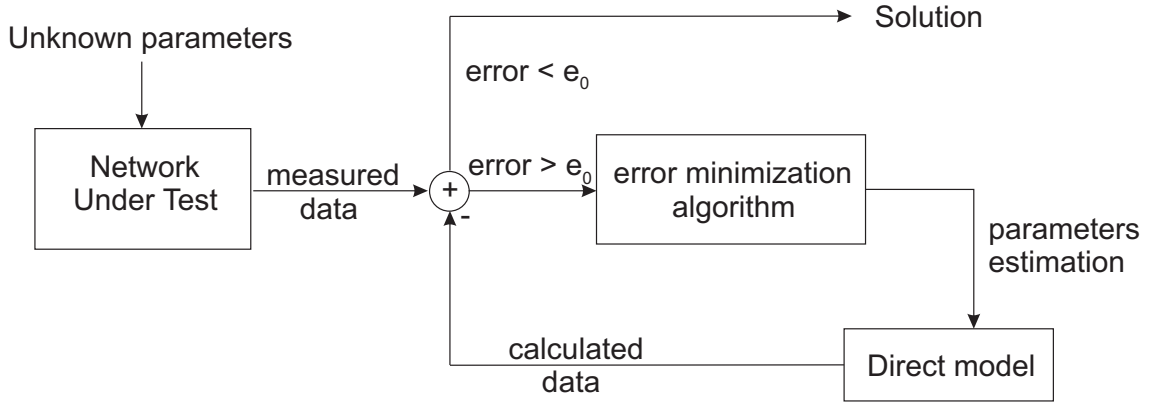 Unknown parameters
Network
Under Test
measured
data
+
-
error < e₀
Solution
error > e₀
error minimization
algorithm
parameters
estimation
Direct model
calculated
data